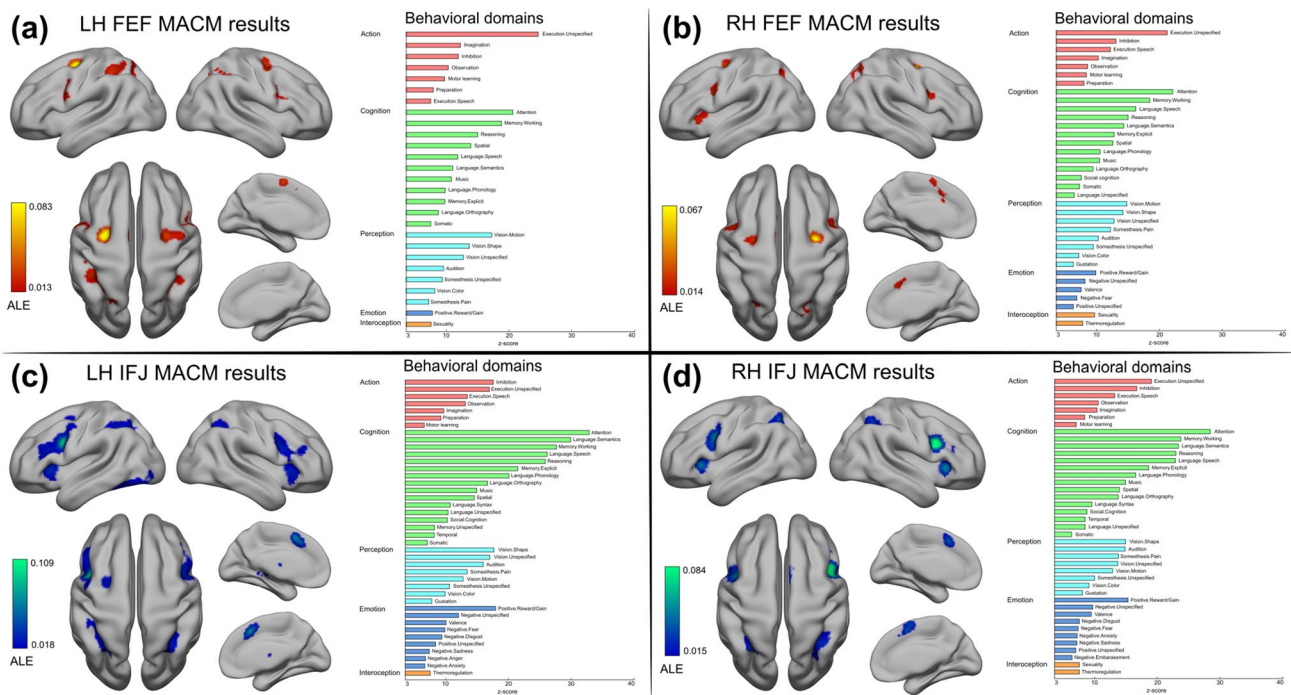 (a) LH FEF MACM results
Behavioral domains
Action
Execution.Unspecified
Imagination
Inhibition
Observation
Motor learning
Preparation
Execution.Speech
Cognition
Attention
Memory.Working
Reasoning
Spatial
Language.Speech
Language.Semantics
Music
Language.Phonology
Memory.Explicit
Language.Orthography
Somatic
Perception
Vision.Motion
Vision.Shape
Vision.Unspecified
Audition
Somesthesis.Unspecified
Vision.Color
Somesthesis.Pain
Emotion
Positive.Reward/Gain
Interoception
Sexuality
3 10 20 30 40
z-score
0.083
0.013
ALE
(b) RH FEF MACM results
Behavioral domains
Action
Execution.Unspecified
Inhibition
Execution.Speech
Imagination
Observation
Motor learning
Preparation
Cognition
Attention
Memory.Working
Language.Speech
Reasoning
Language.Semantics
Memory.Explicit
Spatial
Language.Phonology
Music
Language.Orthography
Social cognition
Somatic
Language.Unspecified
Perception
Vision.Motion
Vision.Shape
Vision.Unspecified
Somesthesis.Pain
Audition
Somesthesis.Unspecified
Vision.Color
Gustation
Emotion
Positive.Reward/Gain
Negative.Unspecified
Valence
Negative.Fear
Positive.Unspecified
Interoception
Sexuality
Thermoregulation
3 10 20 30 40
z-score
0.067
0.014
ALE
(c) LH IFJ MACM results
Behavioral domains
Action
Inhibition
Execution.Unspecified
Execution.Speech
Observation
Imagination
Preparation
Motor learning
Cognition
Attention
Language.Semantics
Memory.Working
Language.Speech
Reasoning
Memory.Explicit
Language.Phonology
Language.Orthography
Music
Spatial
Language.Syntax
Language.Unspecified
Social.Cognition
Memory.Unspecified
Temporal
Somatic
Perception
Vision.Shape
Vision.Unspecified
Audition
Somesthesis.Pain
Vision.Motion
Somesthesis.Unspecified
Vision.Color
Gustation
Emotion
Positive.Reward/Gain
Negative.Unspecified
Valence
Negative.Fear
Negative.Disgust
Positive.Unspecified
Negative.Sadness
Negative.Anger
Negative.Anxiety
Interoception
Thermoregulation
3 10 20 30 40
z-score
0.109
0.018
ALE
(d) RH IFJ MACM results
Behavioral domains
Action
Execution.Unspecified
Inhibition
Execution.Speech
Observation
Imagination
Preparation
Motor learning
Cognition
Attention
Memory.Working
Language.Semantics
Reasoning
Language.Speech
Memory.Explicit
Language.Phonology
Music
Spatial
Language.Orthography
Language.Syntax
Social.Cognition
Temporal
Language.Unspecified
Somatic
Perception
Vision.Shape
Audition
Somesthesis.Pain
Vision.Unspecified
Vision.Motion
Somesthesis.Unspecified
Vision.Color
Gustation
Emotion
Positive.Reward/Gain
Negative.Unspecified
Valence
Negative.Disgust
Negative.Fear
Negative.Anxiety
Negative.Sadness
Positive.Unspecified
Negative.Embarasement
Interoception
Sexuality
Thermoregulation
3 10 20 30 40
z-score
0.084
0.015
ALE